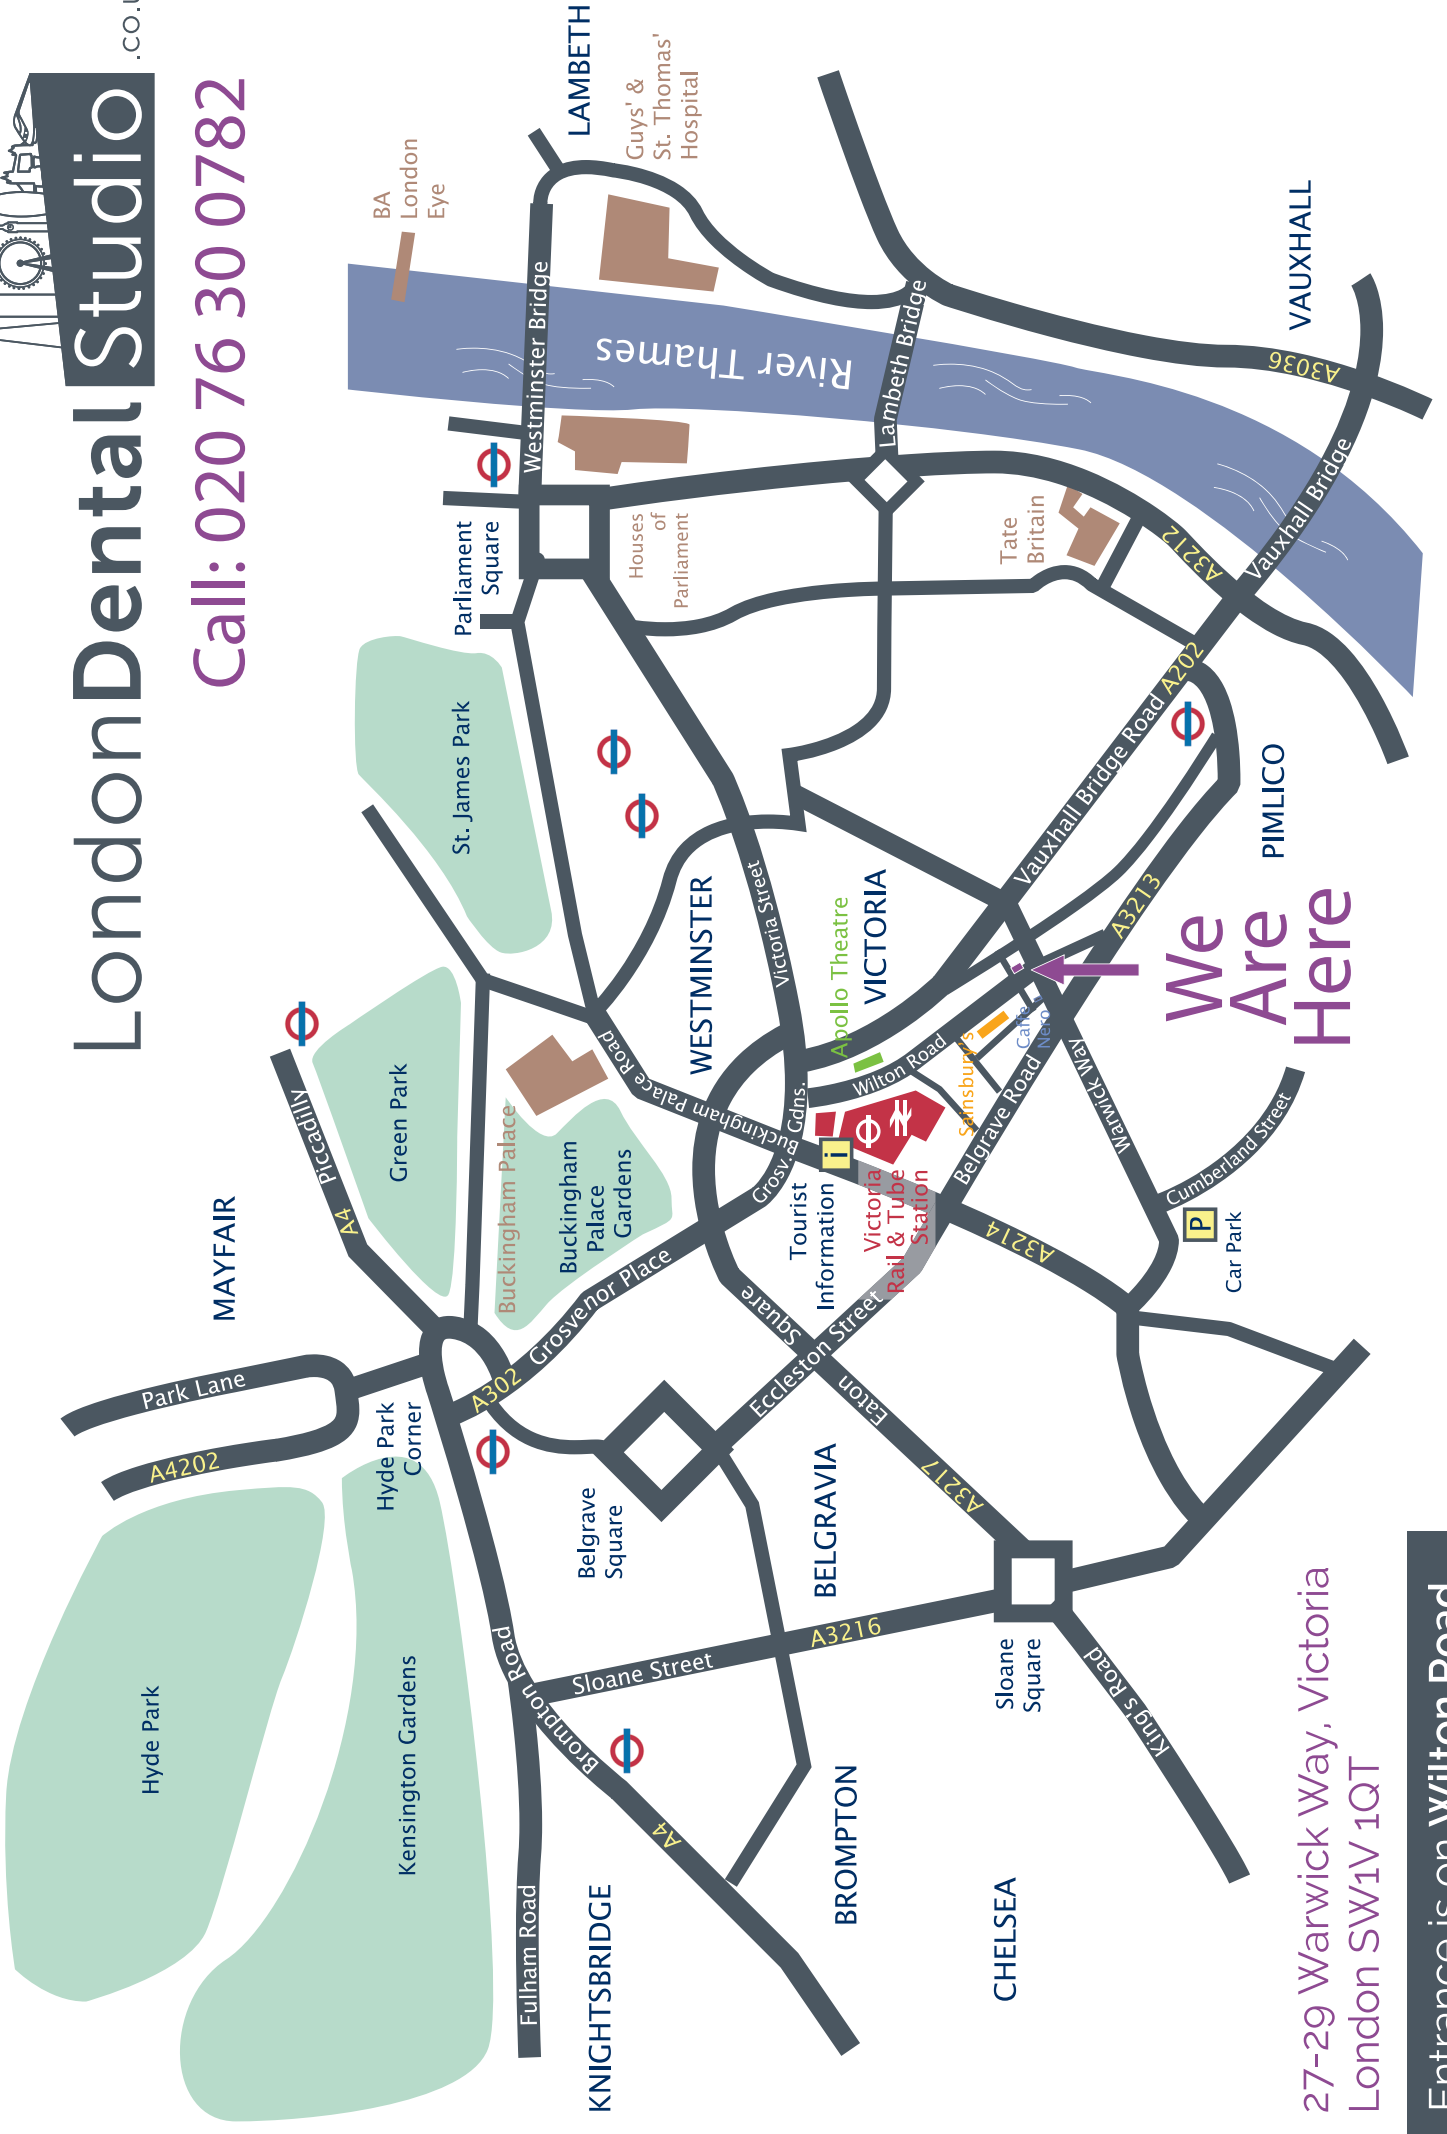 LondonDentalStudio
.co.u
Call: 020 76 30 0782
Hyde Park
Kensington Gardens
A4202
Park Lane
MAYFAIR
Hyde Park
Corner
A4
Piccadilly
Green Park
St. James Park
Parliament
Square
BA
London
Eye
LAMBETH
Guys' &
St. Thomas'
Hospital
Westminster Bridge
River Thames
Houses
of
Parliament
Lambeth Bridge
Buckingham Palace
Buckingham
Palace
Gardens
Buckingham Palace Road
A302
Grosvenor Place
Grosv. Gdns.
WESTMINSTER
Victoria Street
Fulham Road
KNIGHTSBRIDGE
Brompton Road
A4
Sloane Street
A3216
Belgrave
Square
BELGRAVIA
Eccleston Street
Eaton Square
A3217
BROMPTON
CHELSEA
Sloane
Square
King's Road
Tourist
Information
i
Victoria
Rail & Tube
Station
Apollo Theatre
VICTORIA
Wilton Road
Sainsbury's
Caffe
Nero
Belgrave Road
A3214
Warwick Way
Cumberland Street
P
Car Park
A3213
Vauxhall Bridge Road
A202
Tate
Britain
A3212
Vauxhall Bridge
A3036
VAUXHALL
PIMLICO
We
Are
Here
27-29 Warwick Way, Victoria
London SW1V 1QT
Entrance is on Wilton Road